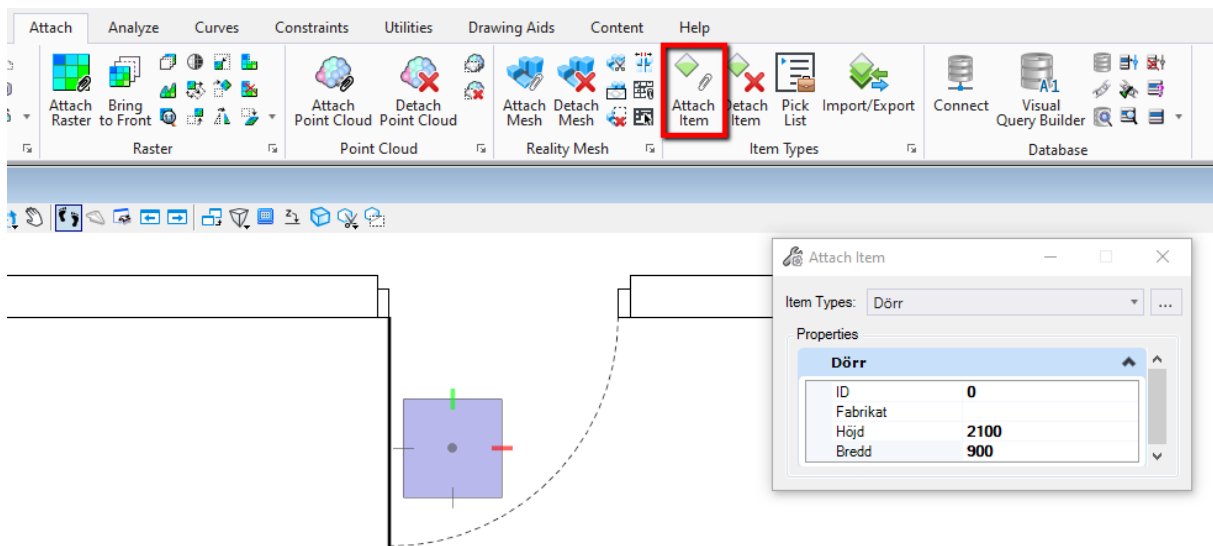 Attach Analyze Curves Constraints Utilities Drawing Aids Content Help
Attach Raster
Bring to Front
Attach Point Cloud
Detach Point Cloud
Attach Mesh
Detach Mesh
Attach Item
Detach Item
Pick List
Import/Export
Connect
Visual Query Builder
Raster Point Cloud Reality Mesh Item Types Database
Attach Item
Item Types: Dörr ...
Properties
Dörr
ID 0
Fabrikat
Höjd 2100
Bredd 900